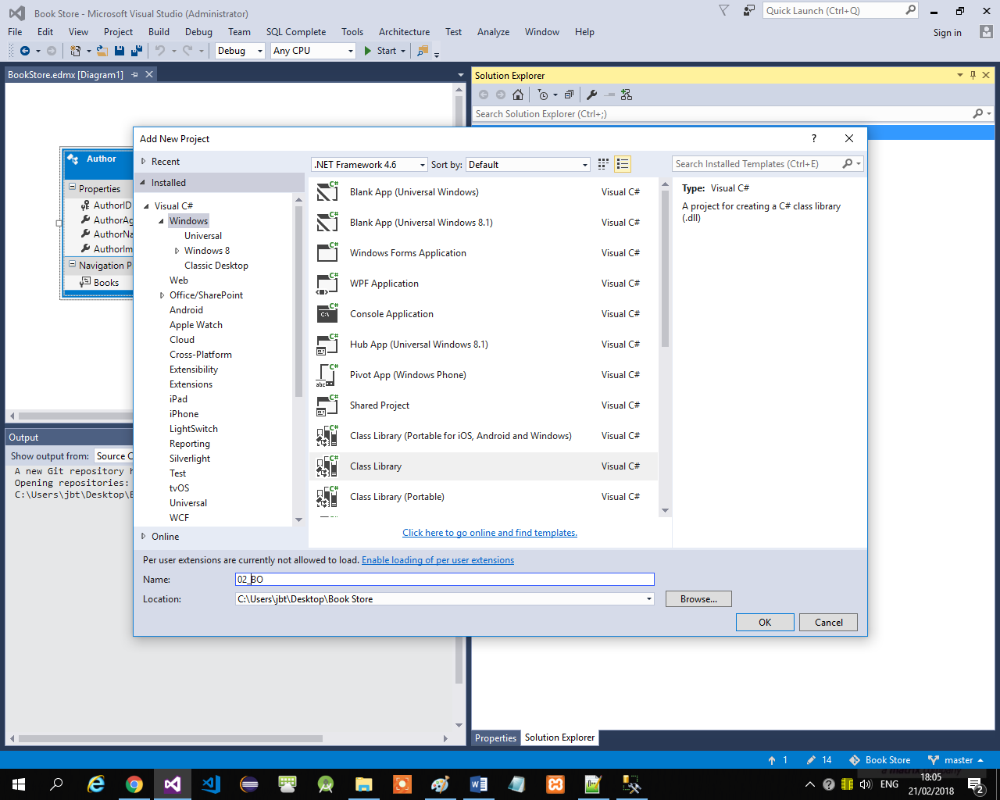 Book Store - Microsoft Visual Studio (Administrator)
Quick Launch (Ctrl+Q)
File Edit View Project Build Debug Team SQL Complete Tools Architecture Test Analyze Window Help
Sign in
Debug Any CPU Start
BookStore.edmx [Diagram1]
Solution Explorer
Search Solution Explorer (Ctrl+;)
Author
Properties
AuthorID
AuthorAg
AuthorNa
AuthorIm
Navigation P
Books
Output
Show output from: Source C
A new Git repository h
Opening repositories:
C:\Users\jbt\Desktop\B
Add New Project
?
Recent
Installed
Visual C#
Windows
Universal
Windows 8
Classic Desktop
Web
Office/SharePoint
Android
Apple Watch
Cloud
Cross-Platform
Extensibility
Extensions
iPad
iPhone
LightSwitch
Reporting
Silverlight
Test
tvOS
Universal
WCF
Online
.NET Framework 4.6 Sort by: Default
Search Installed Templates (Ctrl+E)
Blank App (Universal Windows) Visual C#
Blank App (Universal Windows 8.1) Visual C#
Windows Forms Application Visual C#
WPF Application Visual C#
Console Application Visual C#
Hub App (Universal Windows 8.1) Visual C#
Pivot App (Windows Phone) Visual C#
Shared Project Visual C#
Class Library (Portable for iOS, Android and Windows) Visual C#
Class Library Visual C#
Class Library (Portable) Visual C#
Click here to go online and find templates.
Type: Visual C#
A project for creating a C# class library
(.dll)
Per user extensions are currently not allowed to load. Enable loading of per user extensions
Name: 02_BO
Location: C:\Users\jbt\Desktop\Book Store
Browse...
OK Cancel
Properties Solution Explorer
1 14 Book Store master
a matrix company
ENG
18:05
21/02/2018
2